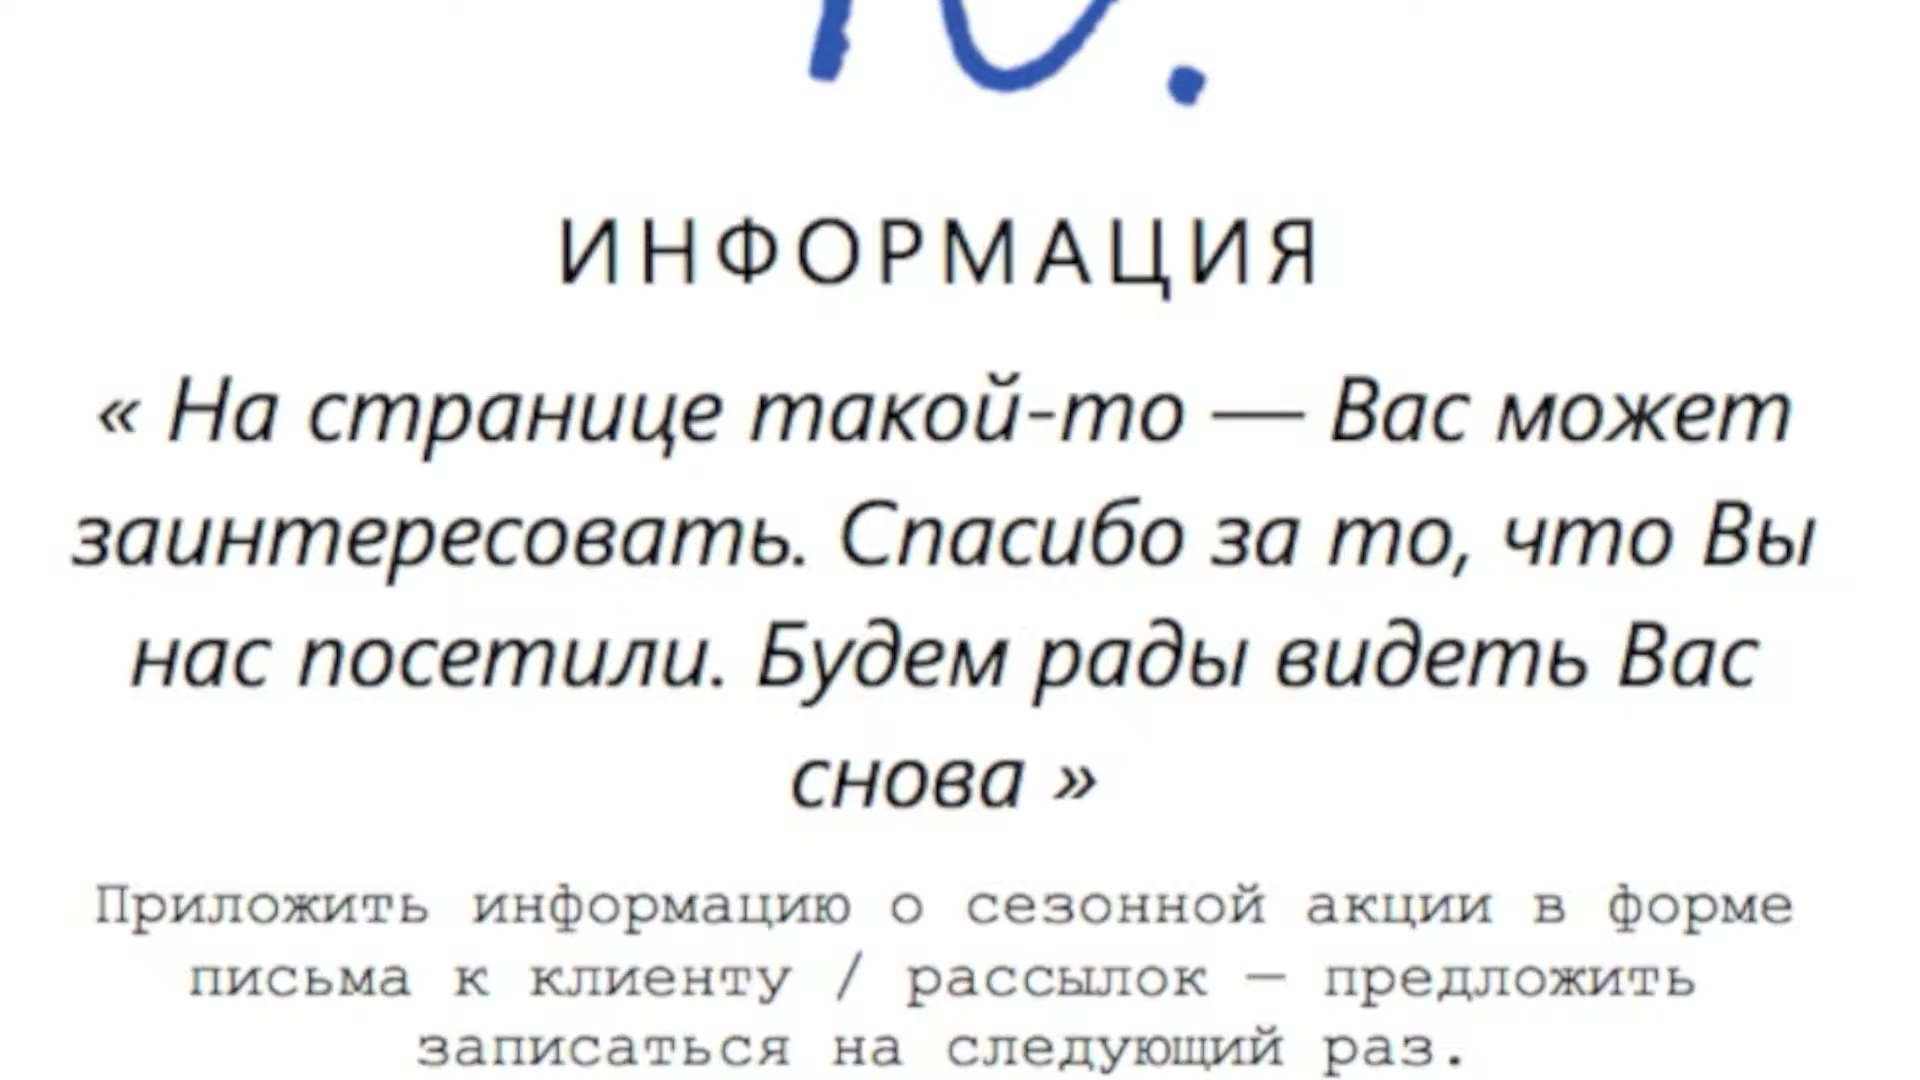 ИНФОРМАЦИЯ
« На странице такой-то — Вас может
заинтересовать. Спасибо за то, что Вы
нас посетили. Будем рады видеть Вас
снова »
Приложить информацию о сезонной акции в форме
письма к клиенту / рассылок — предложить
записаться на следующий раз.